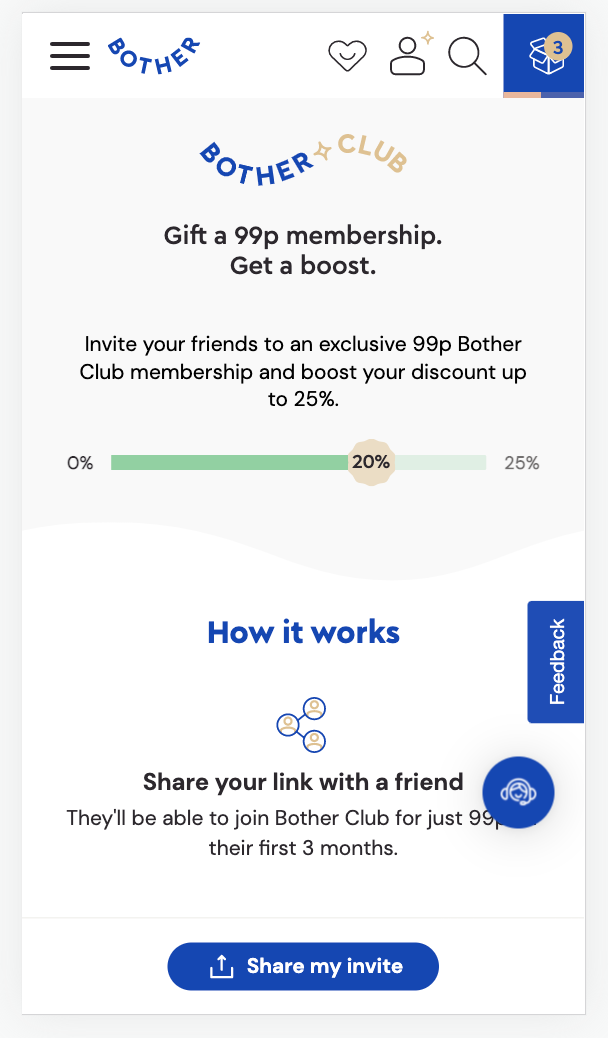 BOTHER
3
BOTHER CLUB
Gift a 99p membership.
Get a boost.
Invite your friends to an exclusive 99p Bother
Club membership and boost your discount up
to 25%.
0% 20% 25%
How it works
Feedback
Share your link with a friend
They'll be able to join Bother Club for just 99p
their first 3 months.
Share my invite